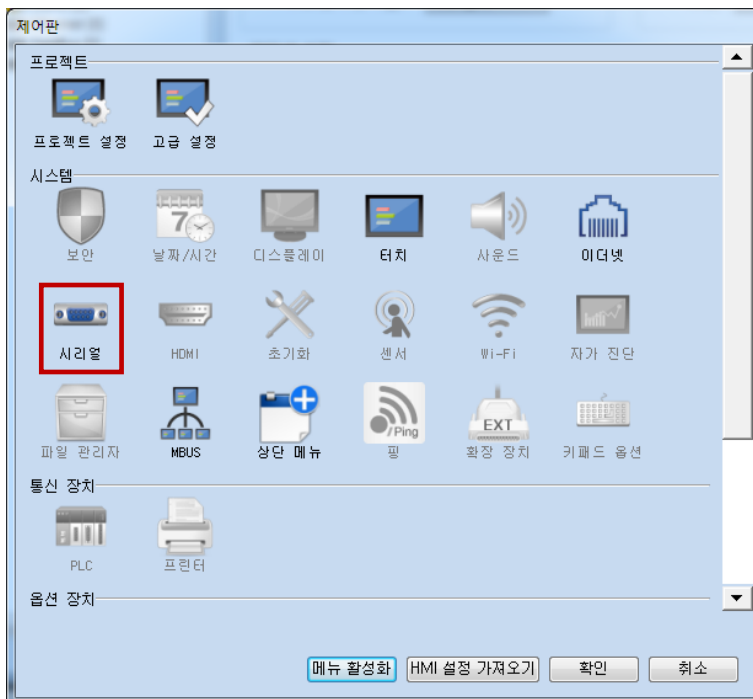 제어판
프로젝트
프로젝트 설정 고급 설정
시스템
7
보안 날짜/시간 디스플레이 터치 사운드 이더넷
시리얼 HDMI 초기화 센서 Wi-Fi 자가 진단
/Ping EXT
파일 관리자 MBUS 상단 메뉴 핑 확장 장치 키패드 옵션
통신 장치
PLC 프린터
옵션 장치
메뉴 활성화 HMI 설정 가져오기 확인 취소